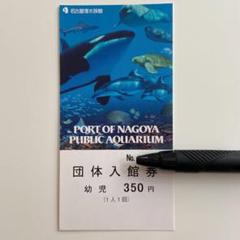 名古屋港水族館
PORT OF NAGOYA
PUBLIC AQUARIUM
No.
団体入館券
幼児 350円
(1人1回)